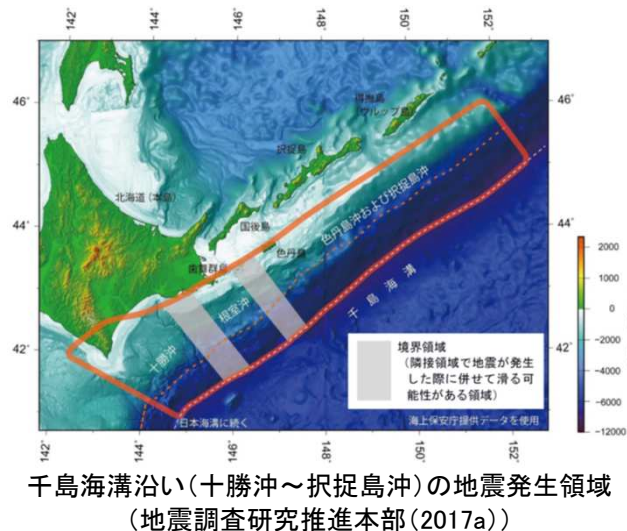 142°
144°
146°
148°
150°
152°
46°
44°
42°
46°
44°
42°
得撫島
(ウルップ島)
択捉島
北海道(本島)
国後島
色丹島
歯舞群島
色丹島沖および択捉島沖
根室沖
十勝沖
千島海溝
日本海溝に続く
境界領域
(隣接領域で地震が発生
した際に併せて滑る可
能性がある領域)
海上保安庁提供データを使用
2000
0
-2000
-4000
-6000
-12000
142°
144°
146°
148°
150°
152°
千島海溝沿い(十勝沖～択捉島沖)の地震発生領域
(地震調査研究推進本部(2017a))